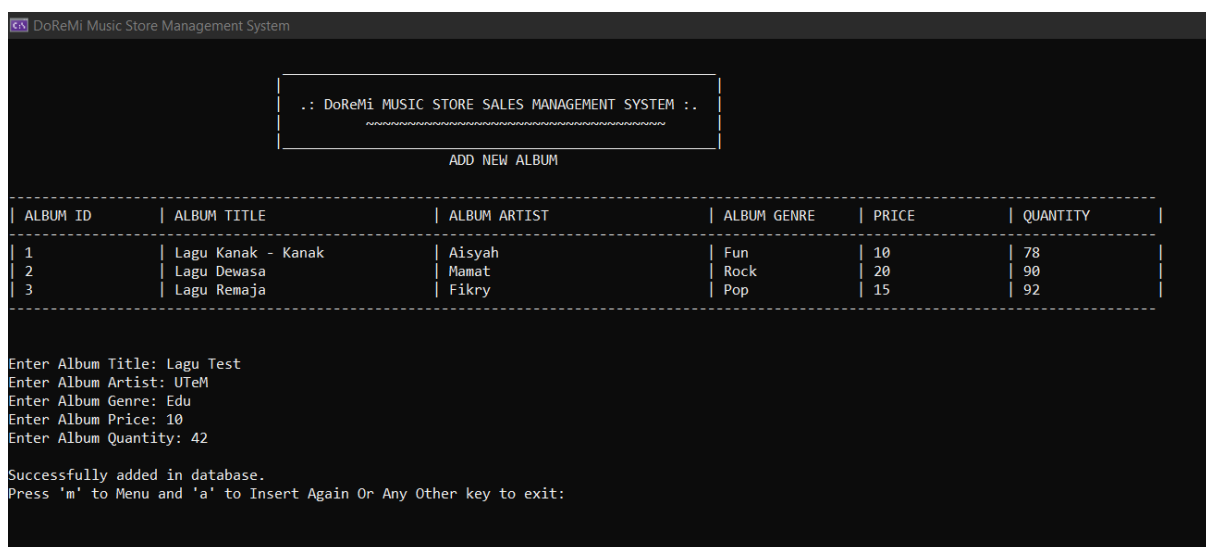 DoReMi Music Store Management System
.: DoReMi MUSIC STORE SALES MANAGEMENT SYSTEM :.
~~~~~~~~~~~~~~~~~~~~~~~~~~~~~~~~~~~~
ADD NEW ALBUM
| ALBUM ID | ALBUM TITLE | ALBUM ARTIST | ALBUM GENRE | PRICE | QUANTITY |
| 1 | Lagu Kanak - Kanak | Aisyah | Fun | 10 | 78 |
| 2 | Lagu Dewasa | Mamat | Rock | 20 | 90 |
| 3 | Lagu Remaja | Fikry | Pop | 15 | 92 |
Enter Album Title: Lagu Test
Enter Album Artist: UTeM
Enter Album Genre: Edu
Enter Album Price: 10
Enter Album Quantity: 42
Successfully added in database.
Press 'm' to Menu and 'a' to Insert Again Or Any Other key to exit: